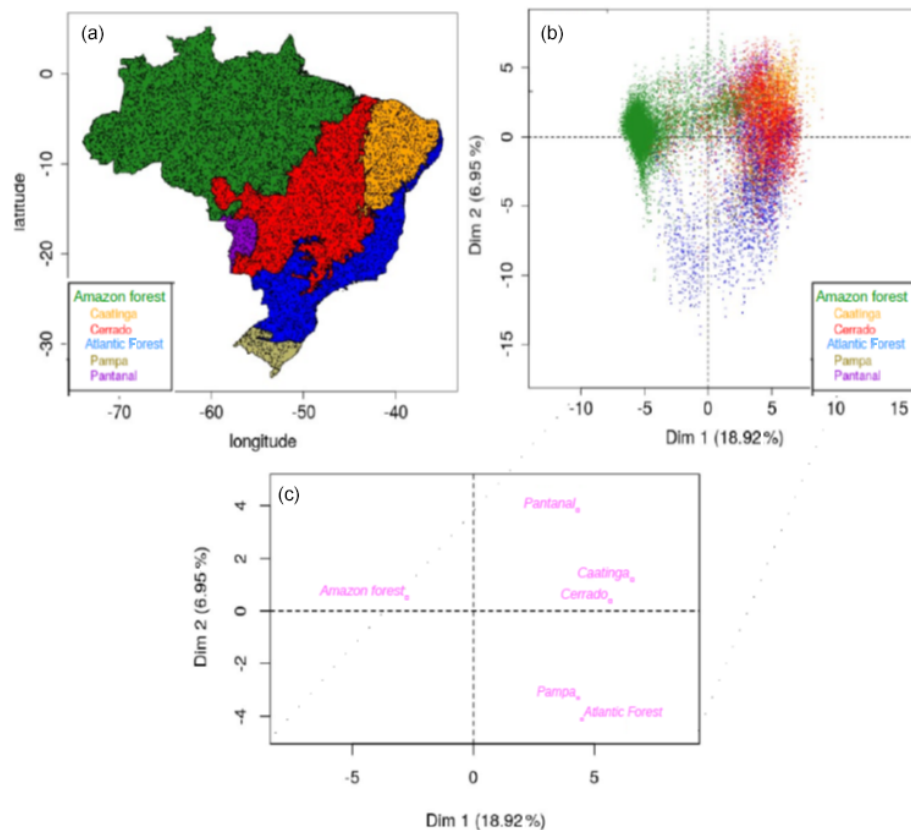 (a)
latitude
0
-10
-20
-30
Amazon forest
Caatinga
Cerrado
Atlantic Forest
Pampa
Pantanal
-70
-60
-50
-40
longitude
(b)
Dim 2 (6.95 %)
5
0
-5
-10
-15
Amazon forest
Caatinga
Cerrado
Atlantic Forest
Pampa
Pantanal
-10
-5
0
5
10
15
Dim 1 (18.92 %)
(c)
Dim 2 (6.95 %)
4
2
0
-2
-4
Pantanal
Caatinga
Amazon forest
Cerrado
Pampa
Atlantic Forest
-5
0
5
Dim 1 (18.92 %)